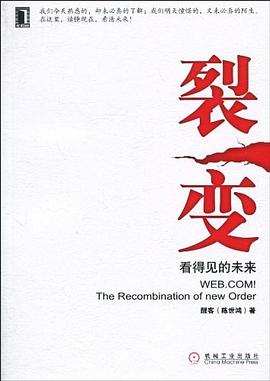 我们今天熟悉的，却未必真的了解；我们明天憧憬的，又未必真的陌生。
在这里，读懂现在，看清未来！
裂
变
看得见的未来
WEB.COM!
The Recombination of new Order
醒客（陈世鸿）著
机械工业出版社
China Machine Press